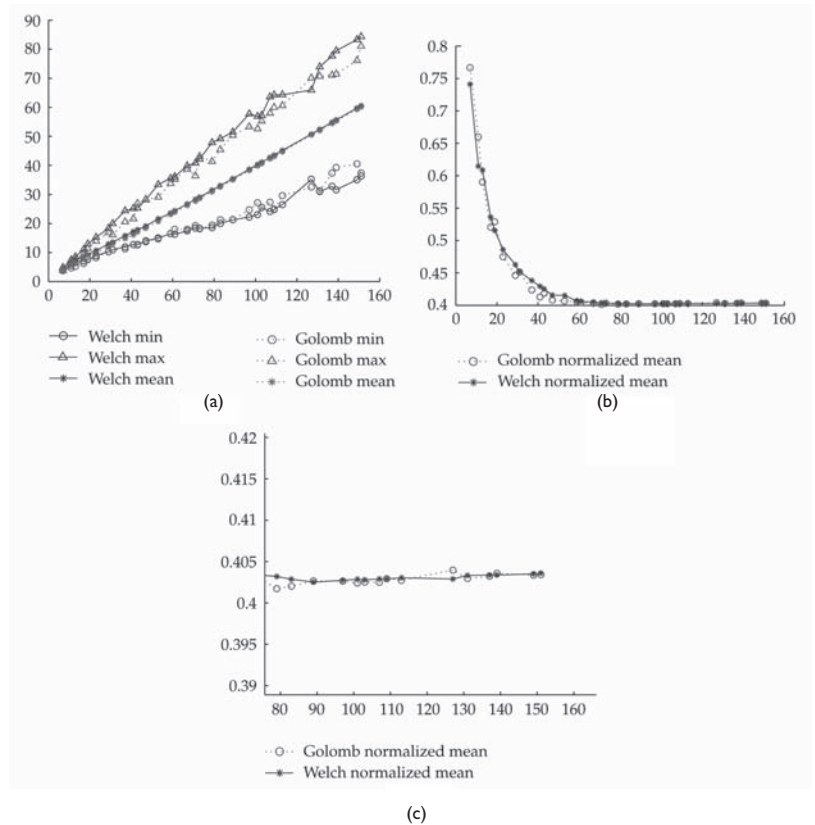 90
80
70
60
50
40
30
20
10
0
0 20 40 60 80 100 120 140 160
Welch min
Welch max
Welch mean
Golomb min
Golomb max
Golomb mean
(a)
0.8
0.75
0.65
0.6
0.55
0.5
0.45
0.4
0 20 40 60 80 100 120 140 160
Golomb normalized mean
Welch normalized mean
(b)
0.42
0.415
0.41
0.405
0.4
0.395
0.39
80 90 100 110 120 130 140 150 160
Golomb normalized mean
Welch normalized mean
(c)